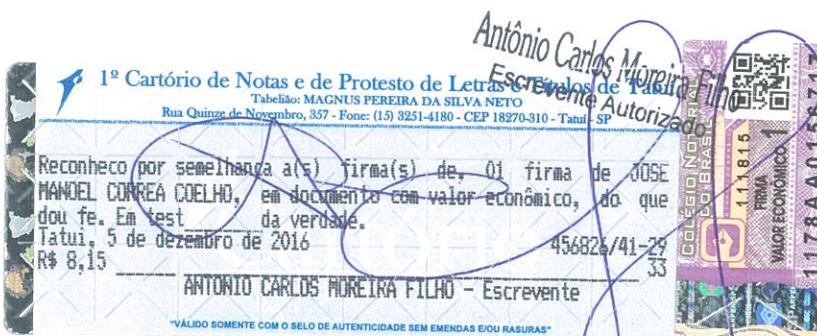 Antônio Carlos Moreira Filho
Escrevente Autorizado
1º Cartório de Notas e de Protesto de Letras e Títulos de Tatuí
Tabelião: MAGNUS PEREIRA DA SILVA NETO
Rua Quinze de Novembro, 357 - Fone: (15) 3251-4180 - CEP 18270-310 - Tatuí - SP
Reconheco por semelhança a(s) firma(s) de, 01 firma de JOSE
MANOEL CORREA COELHO, em documento com valor econômico, do que
dou fe. Em test da verdade.
Tatui, 5 de dezembro de 2016 456826/41-29
R$ 8,15 33
ANTONIO CARLOS MOREIRA FILHO - Escrevente
"VÁLIDO SOMENTE COM O SELO DE AUTENTICIDADE SEM EMENDAS E/OU RASURAS"
COLÉGIO NOTARIAL
DO BRASIL
111815
FIRMA
VALOR ECONÔMICO 1
1178AA0156717